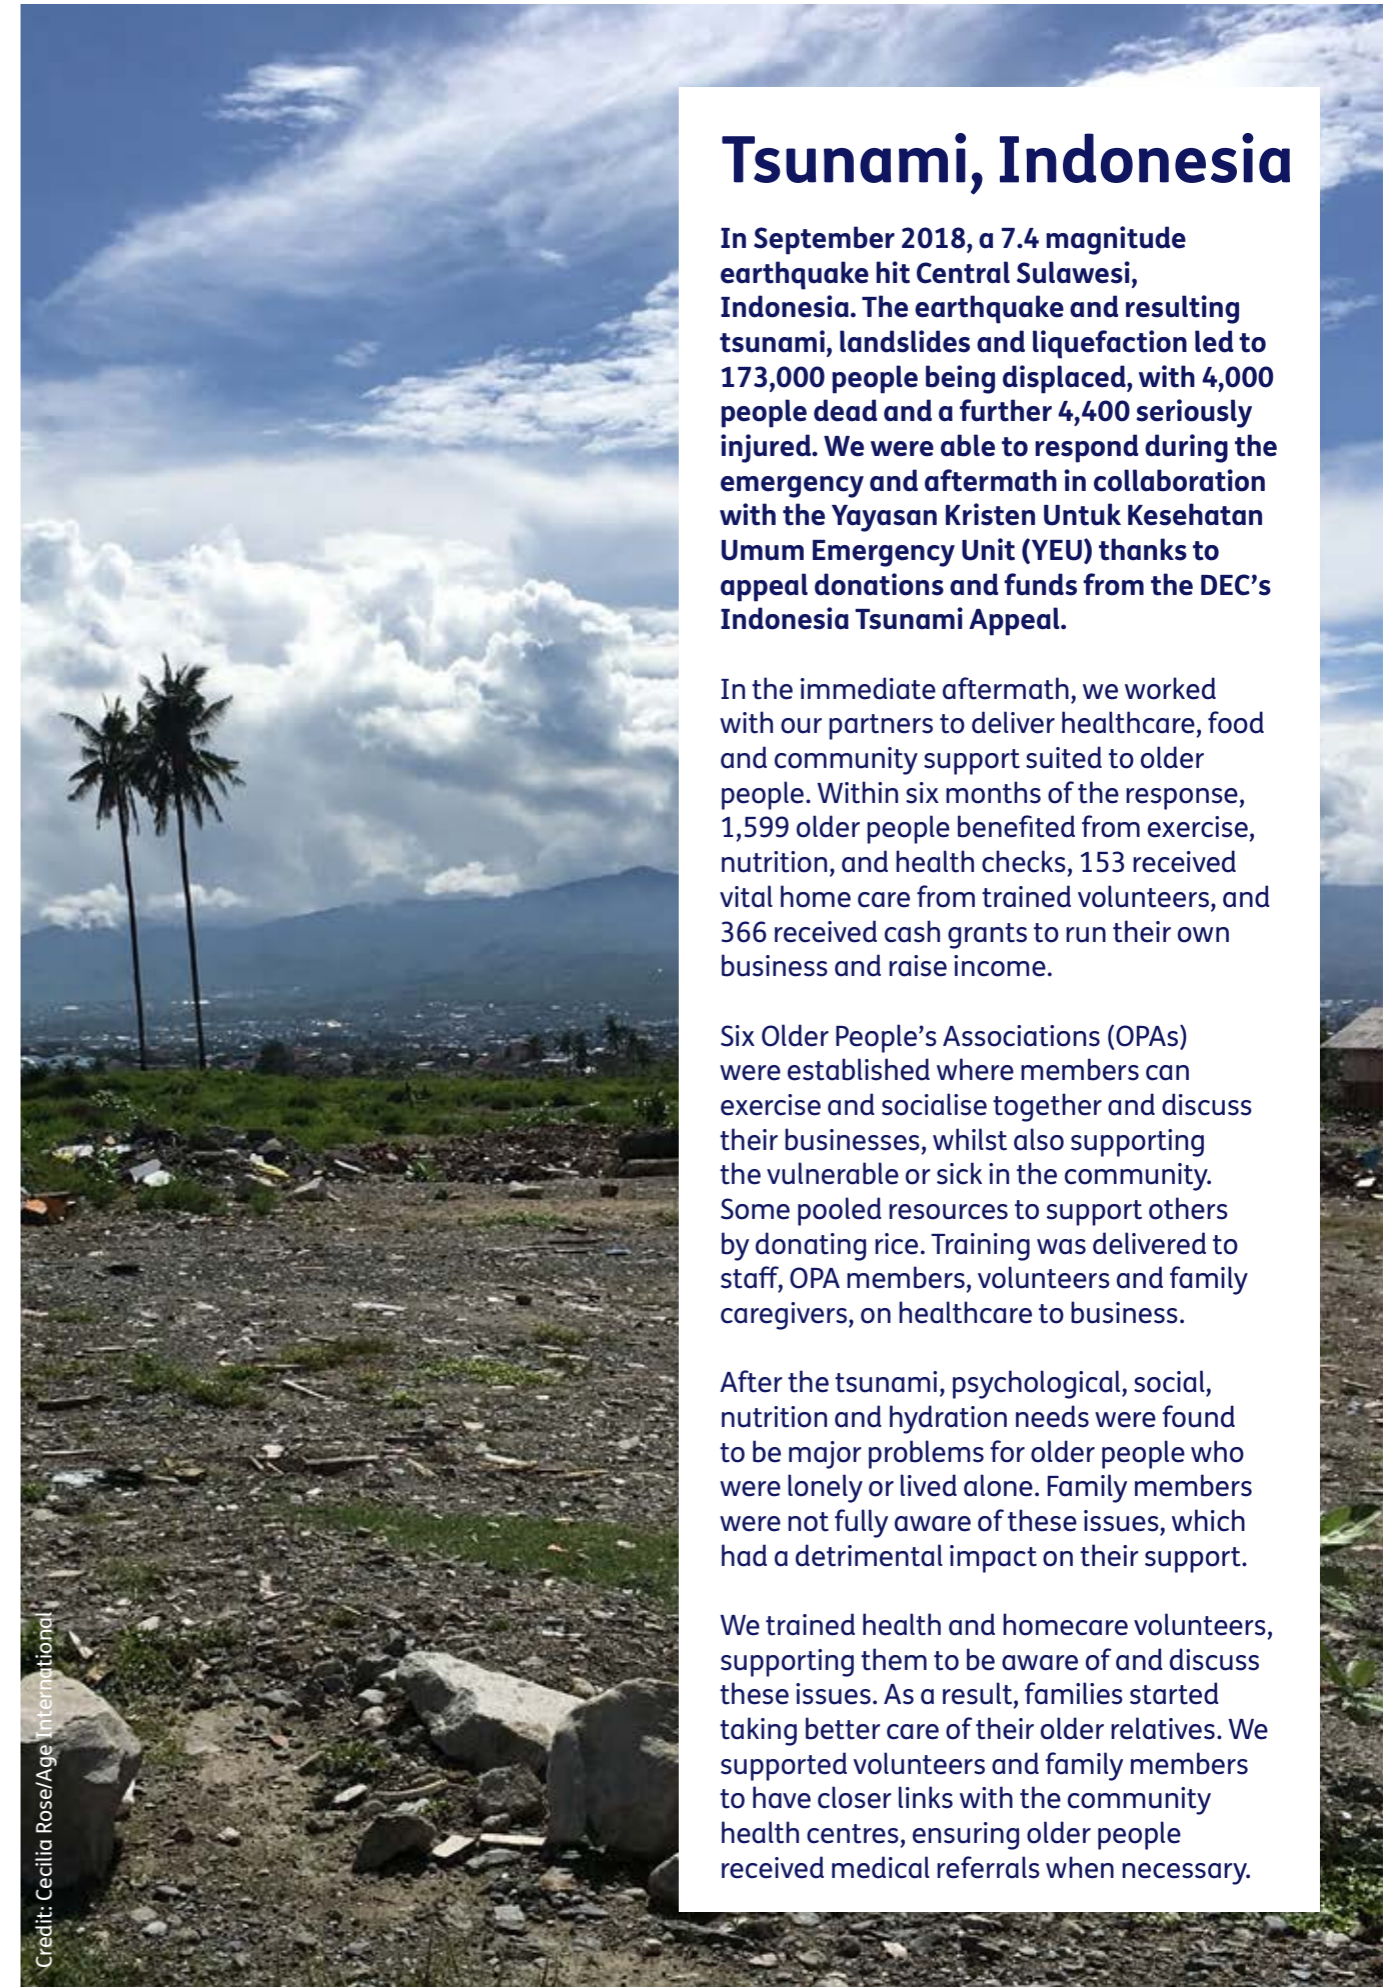 Tsunami, Indonesia
In September 2018, a 7.4 magnitude
earthquake hit Central Sulawesi,
Indonesia. The earthquake and resulting
tsunami, landslides and liquefaction led to
173,000 people being displaced, with 4,000
people dead and a further 4,400 seriously
injured. We were able to respond during the
emergency and aftermath in collaboration
with the Yayasan Kristen Untuk Kesehatan
Umum Emergency Unit (YEU) thanks to
appeal donations and funds from the DEC’s
Indonesia Tsunami Appeal.
In the immediate aftermath, we worked
with our partners to deliver healthcare, food
and community support suited to older
people. Within six months of the response,
1,599 older people benefited from exercise,
nutrition, and health checks, 153 received
vital home care from trained volunteers, and
366 received cash grants to run their own
business and raise income.
Six Older People’s Associations (OPAs)
were established where members can
exercise and socialise together and discuss
their businesses, whilst also supporting
the vulnerable or sick in the community.
Some pooled resources to support others
by donating rice. Training was delivered to
staff, OPA members, volunteers and family
caregivers, on healthcare to business.
After the tsunami, psychological, social,
nutrition and hydration needs were found
to be major problems for older people who
were lonely or lived alone. Family members
were not fully aware of these issues, which
had a detrimental impact on their support.
We trained health and homecare volunteers,
supporting them to be aware of and discuss
these issues. As a result, families started
taking better care of their older relatives. We
supported volunteers and family members
to have closer links with the community
health centres, ensuring older people
received medical referrals when necessary.
Credit: Cecilia Rose/Age International